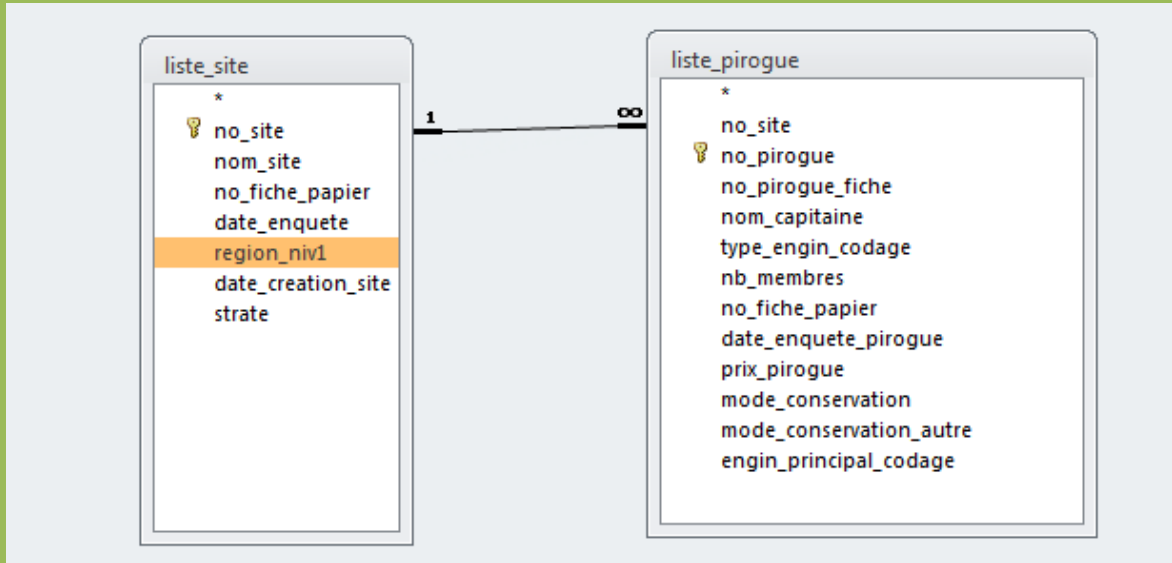 liste_site
*
no_site
nom_site
no_fiche_papier
date_enquete
region_niv1
date_creation_site
strate
1
∞
liste_pirogue
*
no_site
no_pirogue
no_pirogue_fiche
nom_capitaine
type_engin_codage
nb_membres
no_fiche_papier
date_enquete_pirogue
prix_pirogue
mode_conservation
mode_conservation_autre
engin_principal_codage